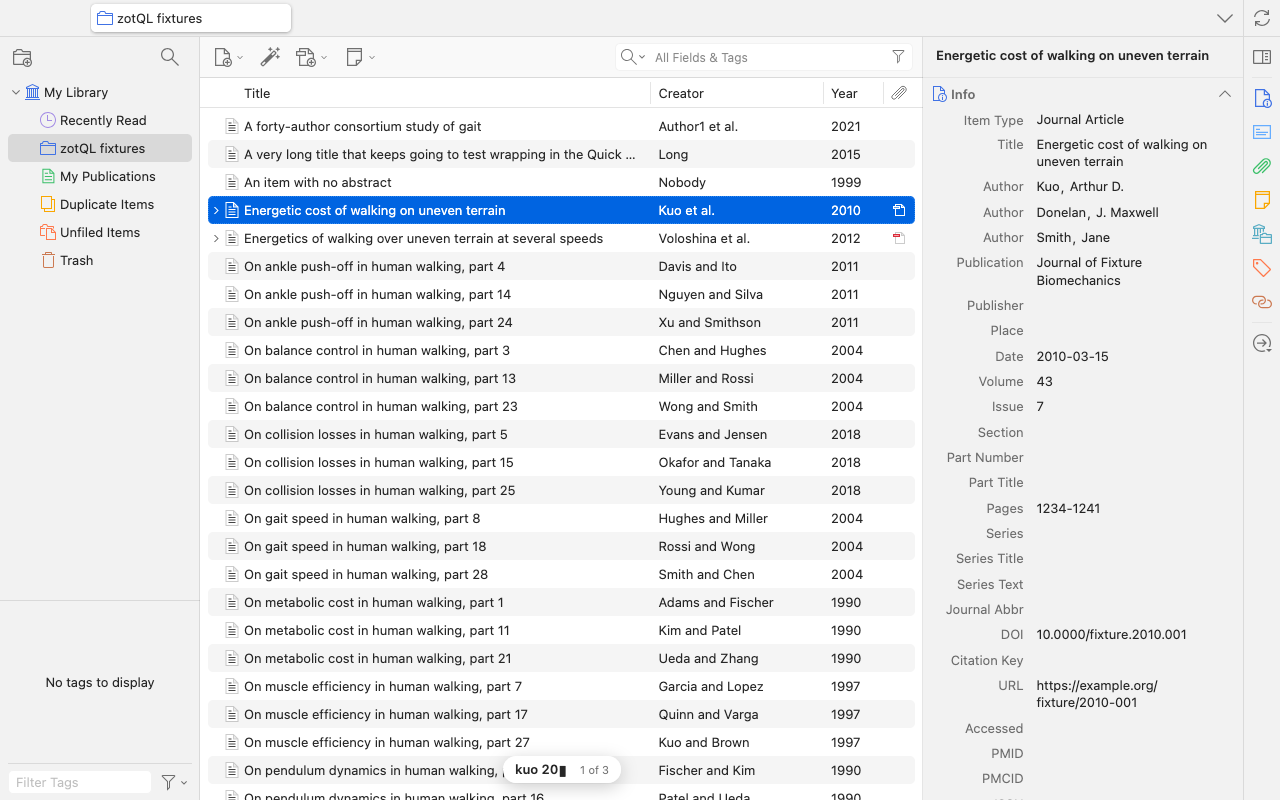 zotQL fixtures
All Fields & Tags
Energetic cost of walking on uneven terrain
My Library
Recently Read
zotQL fixtures
My Publications
Duplicate Items
Unfiled Items
Trash
No tags to display
Filter Tags
Title Creator Year
A forty-author consortium study of gait Author1 et al. 2021
A very long title that keeps going to test wrapping in the Quick ... Long 2015
An item with no abstract Nobody 1999
Energetic cost of walking on uneven terrain Kuo et al. 2010
Energetics of walking over uneven terrain at several speeds Voloshina et al. 2012
On ankle push-off in human walking, part 4 Davis and Ito 2011
On ankle push-off in human walking, part 14 Nguyen and Silva 2011
On ankle push-off in human walking, part 24 Xu and Smithson 2011
On balance control in human walking, part 3 Chen and Hughes 2004
On balance control in human walking, part 13 Miller and Rossi 2004
On balance control in human walking, part 23 Wong and Smith 2004
On collision losses in human walking, part 5 Evans and Jensen 2018
On collision losses in human walking, part 15 Okafor and Tanaka 2018
On collision losses in human walking, part 25 Young and Kumar 2018
On gait speed in human walking, part 8 Hughes and Miller 2004
On gait speed in human walking, part 18 Rossi and Wong 2004
On gait speed in human walking, part 28 Smith and Chen 2004
On metabolic cost in human walking, part 1 Adams and Fischer 1990
On metabolic cost in human walking, part 11 Kim and Patel 1990
On metabolic cost in human walking, part 21 Ueda and Zhang 1990
On muscle efficiency in human walking, part 7 Garcia and Lopez 1997
On muscle efficiency in human walking, part 17 Quinn and Varga 1997
On muscle efficiency in human walking, part 27 Kuo and Brown 1997
On pendulum dynamics in human walking, Fischer and Kim 1990
On pendulum dynamics in human walking, part 16 Patel and Ueda 1990
kuo 20 1 of 3
Info
Item Type Journal Article
Title Energetic cost of walking on
uneven terrain
Author Kuo, Arthur D.
Author Donelan, J. Maxwell
Author Smith, Jane
Publication Journal of Fixture
Biomechanics
Publisher
Place
Date 2010-03-15
Volume 43
Issue 7
Section
Part Number
Part Title
Pages 1234-1241
Series
Series Title
Series Text
Journal Abbr
DOI 10.0000/fixture.2010.001
Citation Key
URL https://example.org/
fixture/2010-001
Accessed
PMID
PMCID